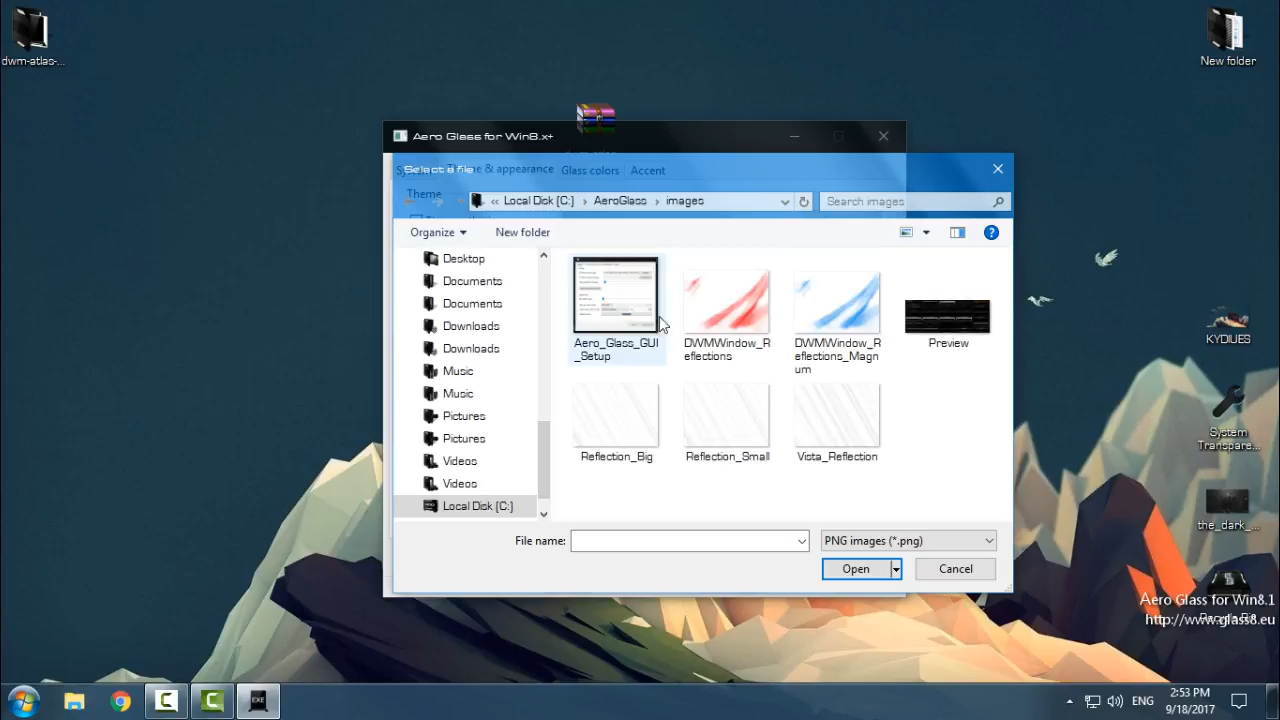 dwm-atlas-...
New folder
Aero Glass for Win8.x+
Select a file
Theme & appearance
Glass colors
Accent
Theme
« Local Disk (C:) › AeroGlass › images
Search images
Organize
New folder
Desktop
Documents
Documents
Downloads
Downloads
Music
Music
Pictures
Pictures
Videos
Videos
Local Disk (C:)
Aero_Glass_GUI
_Setup
DWMWindow_R
eflections
DWMWindow_R
eflections_Magn
um
Preview
Reflection_Big
Reflection_Small
Vista_Reflection
File name:
PNG images (*.png)
Open
Cancel
KYDIUES
System
Transpare...
the_dark_...
Aero Glass for Win8.1
http://www.glass8.eu
EXE
ENG
2:53 PM
9/18/2017